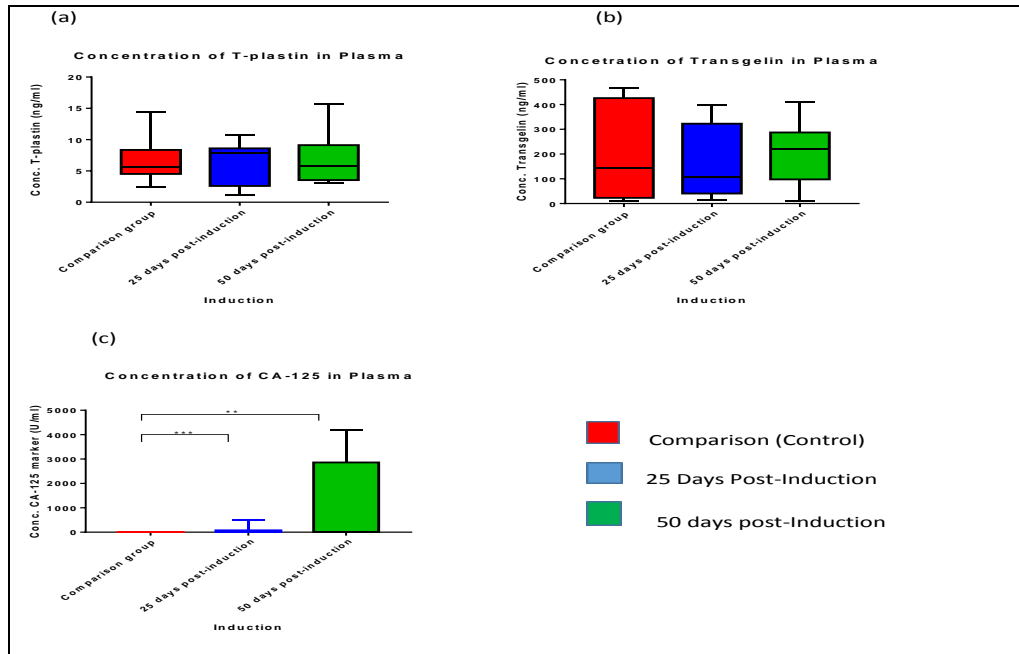 (a)
Concentration of T-plastin in Plasma
Conc. T-plastin (ng/ml)
20
15
10
5
0
Comparison group
25 days post-induction
50 days post-induction
Induction
(b)
Concetration of Transgelin in Plasma
Conc. Transgelin (ng/ml)
500
400
300
200
100
0
Comparison group
25 days post-induction
50 days post-induction
Induction
(c)
Concentration of CA-125 in Plasma
Conc. CA-125 marker (U/ml)
5000
4000
3000
2000
1000
0
**
***
Comparison group
25 days post-induction
50 days post-induction
Induction
Comparison (Control)
25 Days Post-Induction
50 days post-Induction